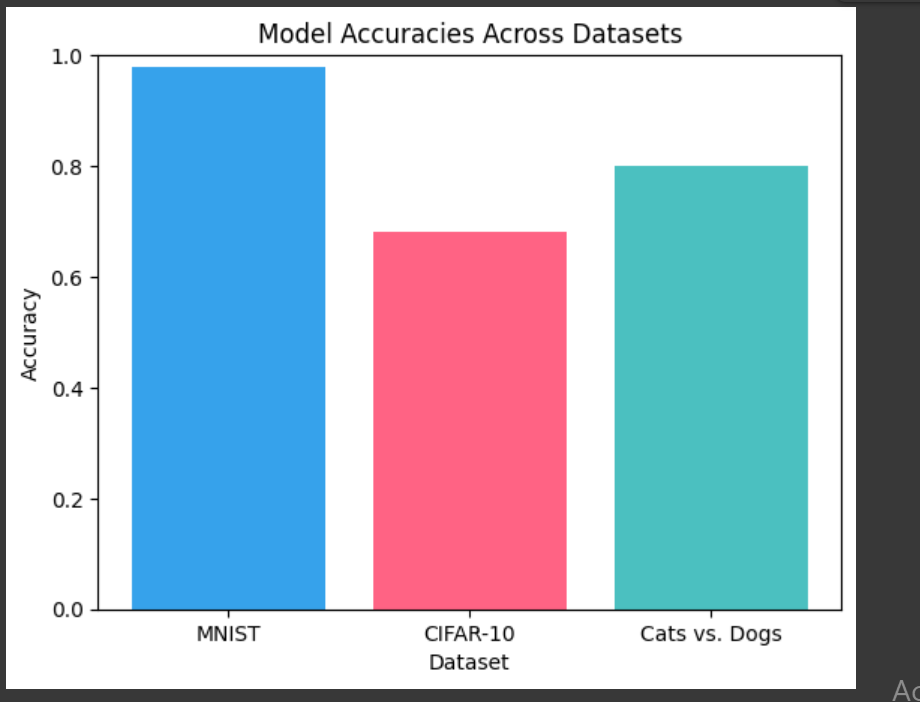 Model Accuracies Across Datasets
1.0
0.8
0.6
0.4
0.2
0.0
Accuracy
MNIST CIFAR-10 Cats vs. Dogs
Dataset